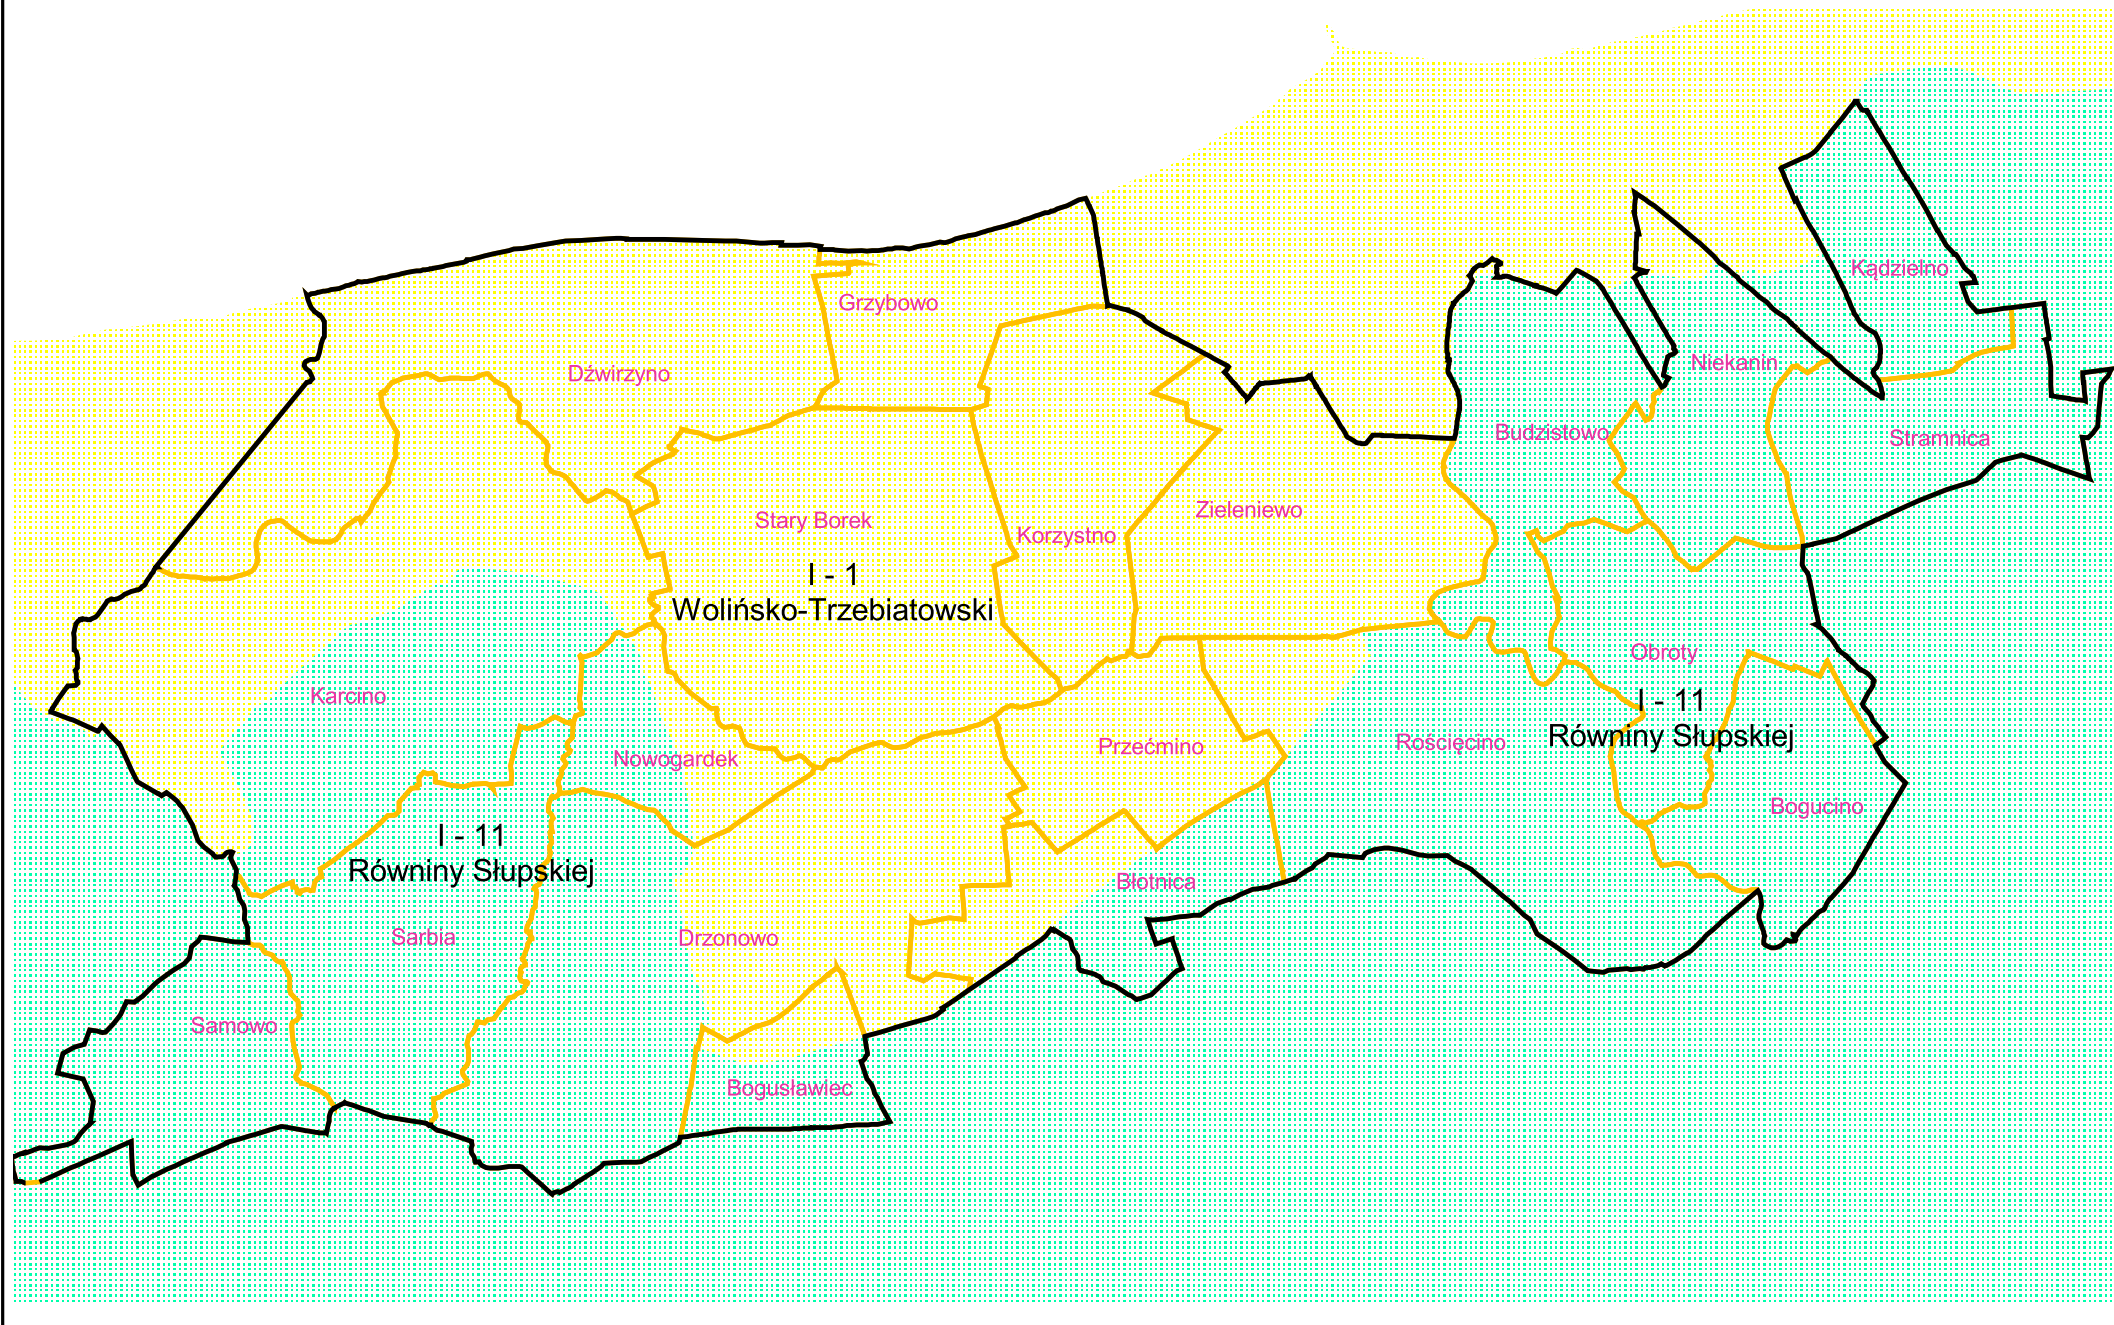 Kądzielno
Grzybowo
Niekanin
Dźwirzyno
Budzistowo
Stramnica
Zieleniewo
Stary Borek
Korzystno
I - 1
Wolińsko-Trzebiatowski
Obroty
Karcino
I - 11
Równiny Słupskiej
Rościęcino
Przećmino
Nowogardek
Bogucino
I - 11
Równiny Słupskiej
Błotnica
Sarbia
Drzonowo
Samowo
Bogusławiec